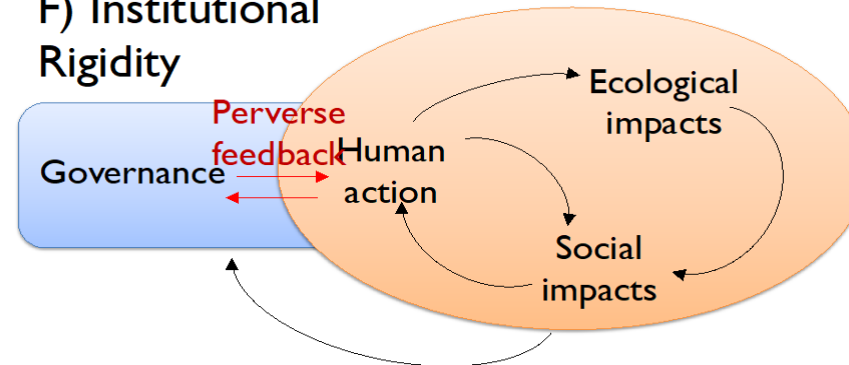 F) Institutional
Rigidity
Perverse
feedback
Governance
Human
action
Ecological
impacts
Social
impacts